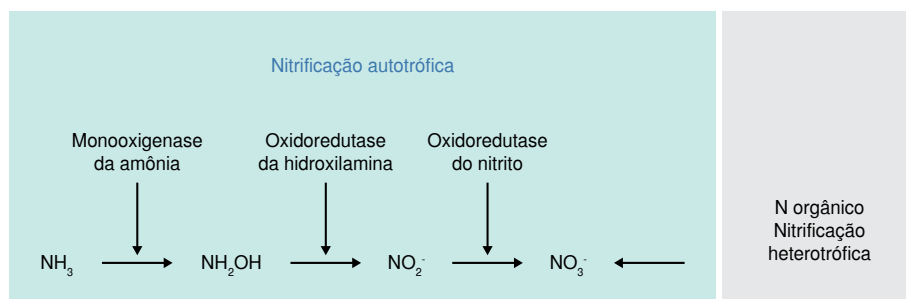 Nitrificação autotrófica
Monooxigenase
da amônia
Oxidoredutase
da hidroxilamina
Oxidoredutase
do nitrito
NH₃
NH₂OH
NO₂⁻
NO₃⁻
N orgânico
Nitrificação
heterotrófica